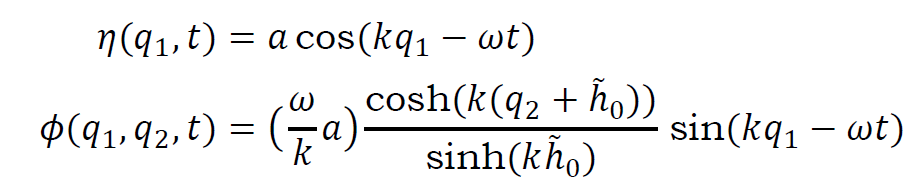 η(q₁, t) = a cos(kq₁ − ωt)
ϕ(q₁, q₂, t) = (ω/k a) cosh(k(q₂ + h̃₀))/sinh(kh̃₀) sin(kq₁ − ωt)